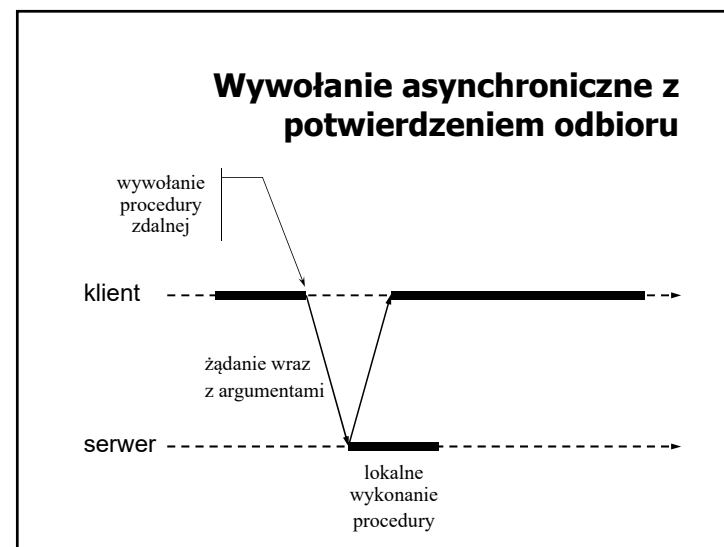 Wywołanie asynchroniczne z
potwierdzeniem odbioru
wywołanie
procedury
zdalnej
klient
żądanie wraz
z argumentami
serwer
lokalne
wykonanie
procedury